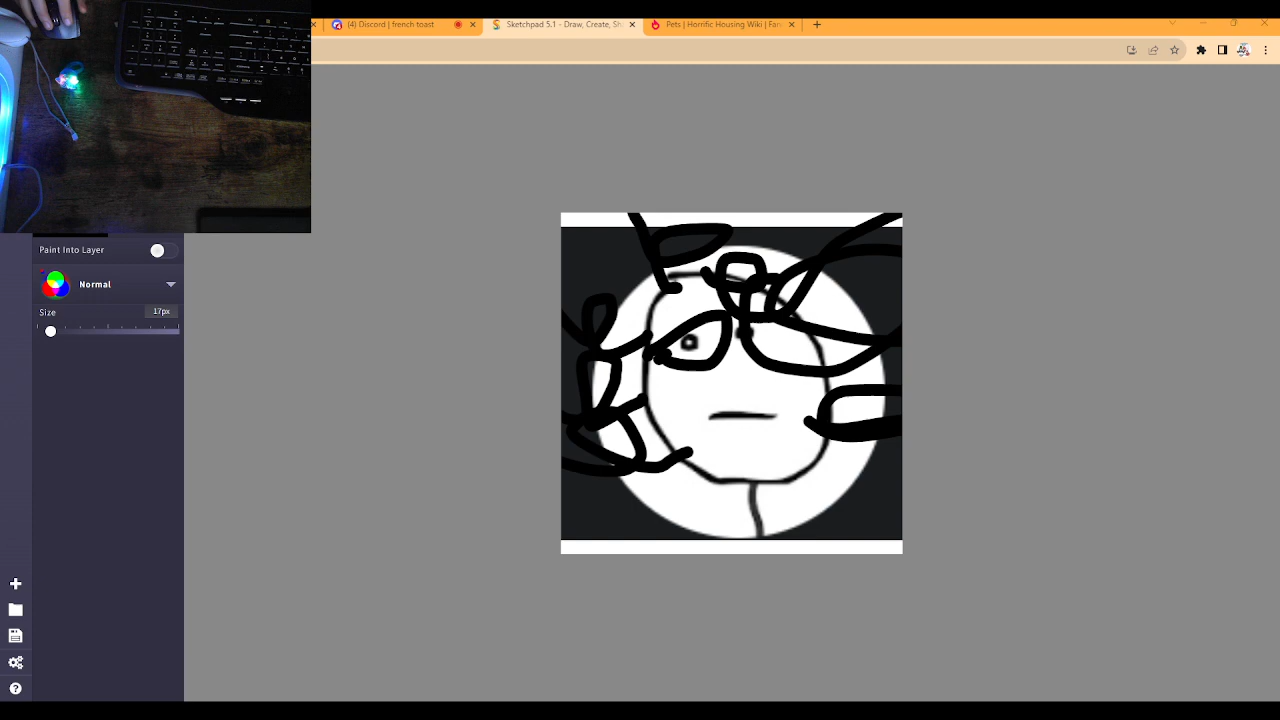 (4) Discord | french toast
Sketchpad 5.1 - Draw, Create, Sh
Pets | Horrific Housing Wiki | Fan
Paint Into Layer
Normal
Size
17px